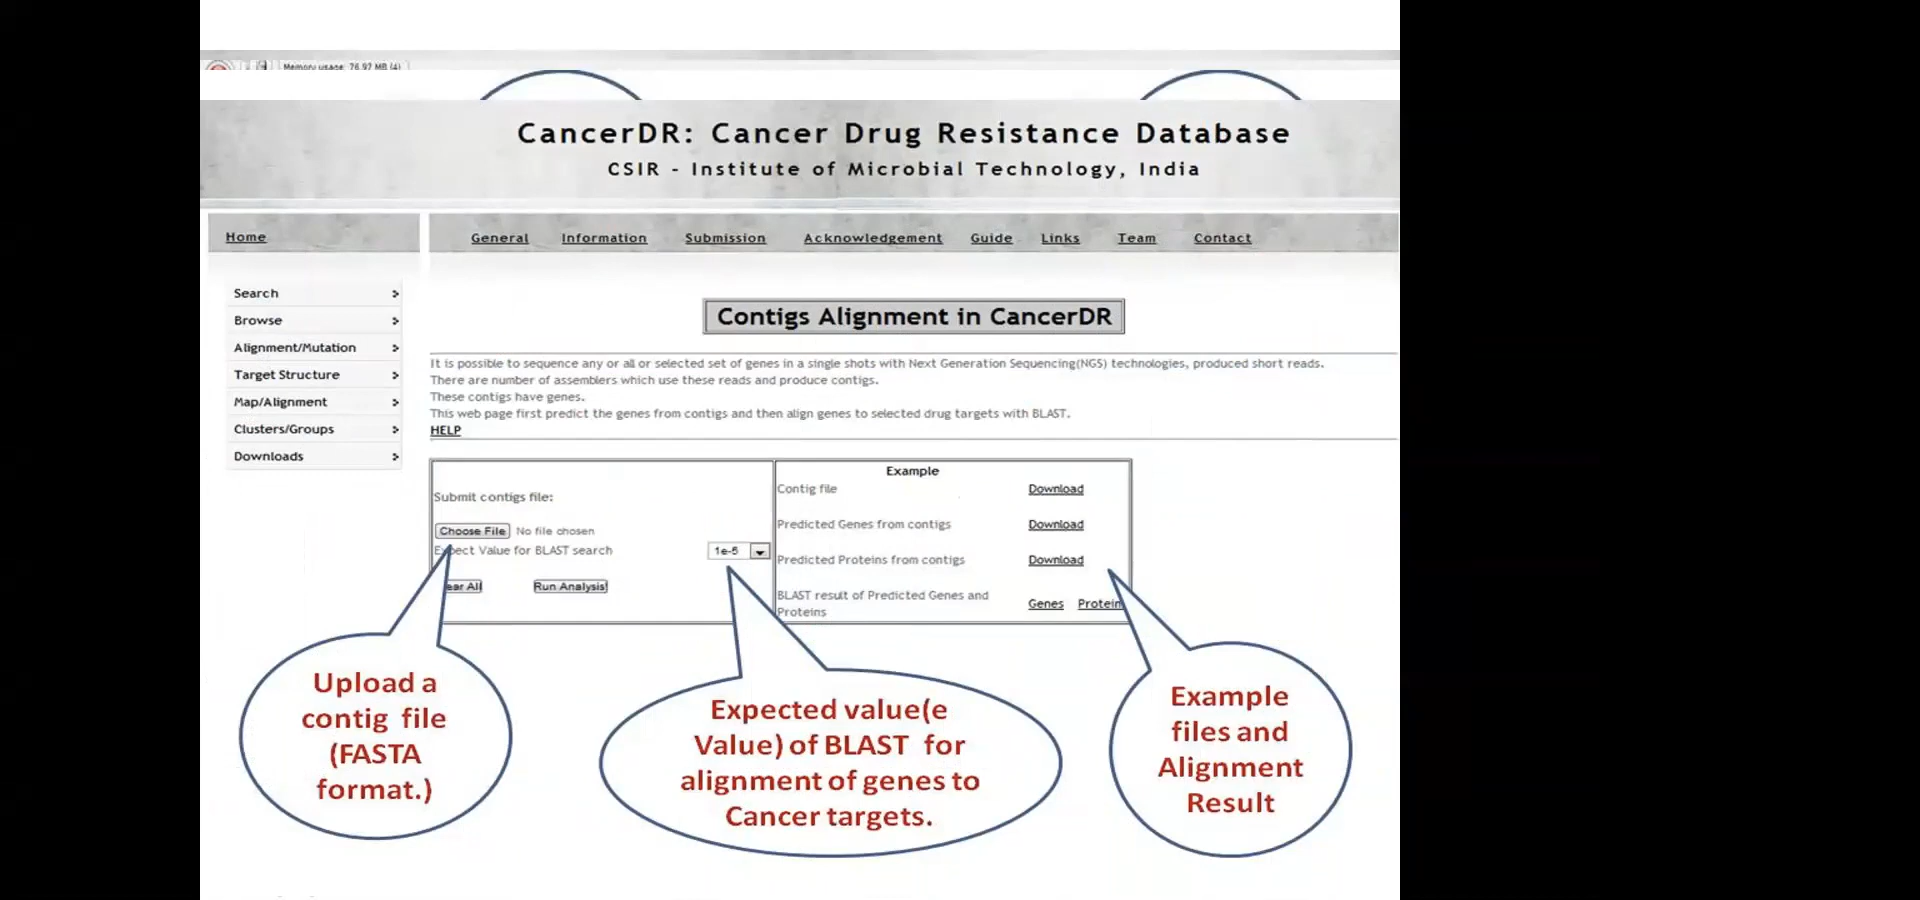 Memory usage: 76.97 MB (4)
CancerDR: Cancer Drug Resistance Database
CSIR - Institute of Microbial Technology, India
Home
General Information Submission Acknowledgement Guide Links Team Contact
Search
Browse
Alignment/Mutation
Target Structure
Map/Alignment
Clusters/Groups
Downloads
Contigs Alignment in CancerDR
It is possible to sequence any or all or selected set of genes in a single shots with Next Generation Sequencing(NGS) technologies, produced short reads.
There are number of assemblers which use these reads and produce contigs.
These contigs have genes.
This web page first predict the genes from contigs and then align genes to selected drug targets with BLAST.
HELP
Submit contigs file:
Choose File No file chosen
Expect Value for BLAST search 1e-5
ear All Run Analysis!
Example
Contig file Download
Predicted Genes from contigs Download
Predicted Proteins from contigs Download
BLAST result of Predicted Genes and
Proteins
Genes Protein
Upload a
contig file
(FASTA
format.)
Expected value(e
Value) of BLAST for
alignment of genes to
Cancer targets.
Example
files and
Alignment
Result